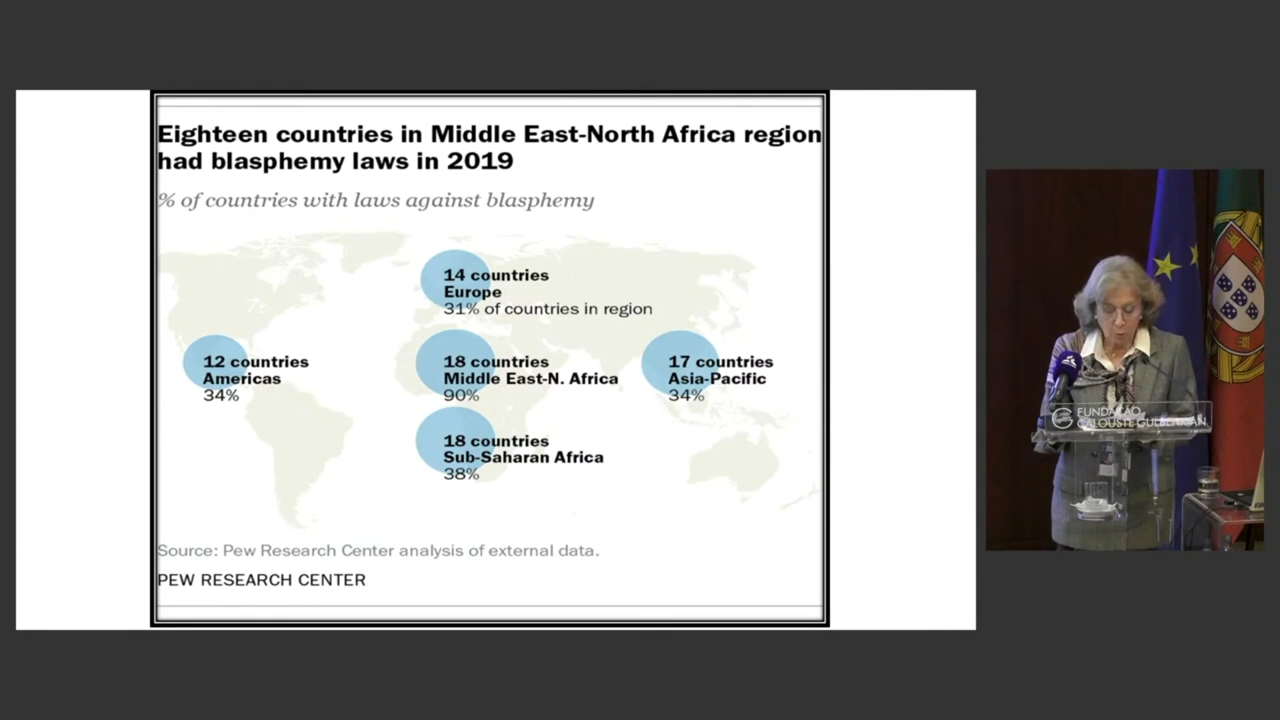 Eighteen countries in Middle East-North Africa region
had blasphemy laws in 2019
% of countries with laws against blasphemy
14 countries
Europe
31% of countries in region
12 countries
Americas
34%
18 countries
Middle East-N. Africa
90%
17 countries
Asia-Pacific
34%
18 countries
Sub-Saharan Africa
38%
Source: Pew Research Center analysis of external data.
PEW RESEARCH CENTER
FUNDAÇÃO
CALOUSTE GULBENKIAN